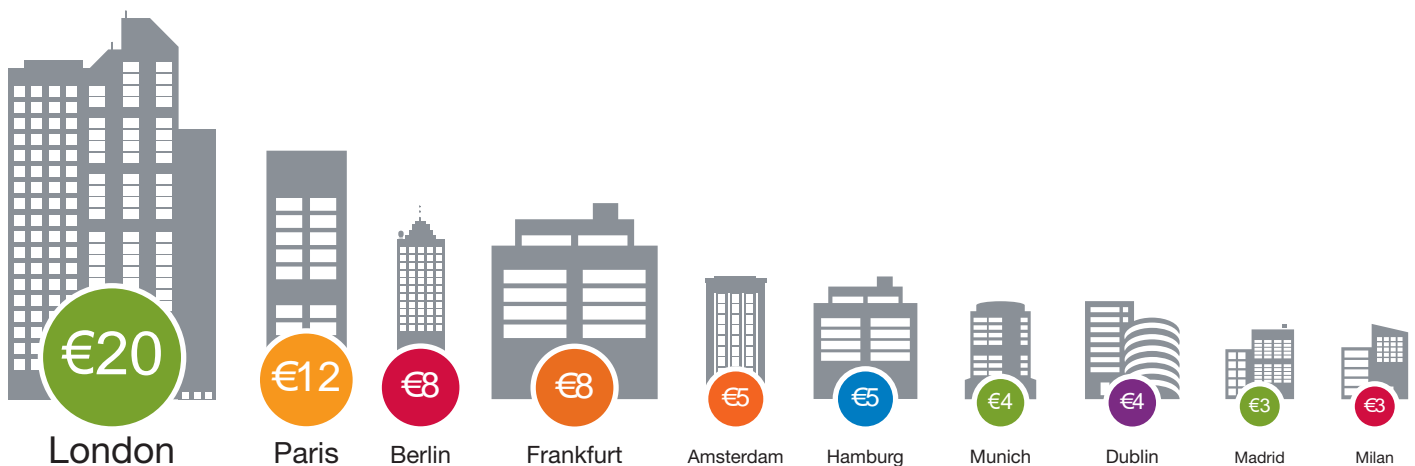 €20
€12
€8
€8
€5
€5
€4
€4
€3
€3
London
Paris
Berlin
Frankfurt
Amsterdam
Hamburg
Munich
Dublin
Madrid
Milan